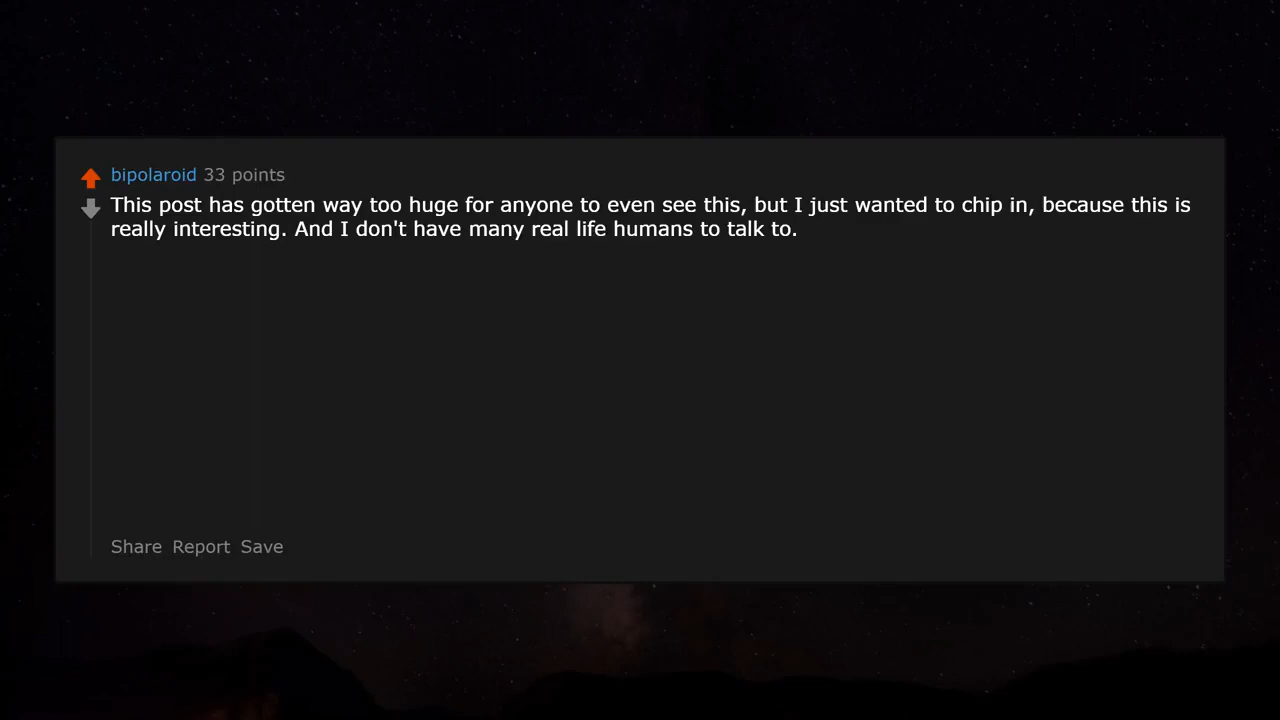 bipolaroid 33 points
This post has gotten way too huge for anyone to even see this, but I just wanted to chip in, because this is
really interesting. And I don't have many real life humans to talk to.
Share Report Save